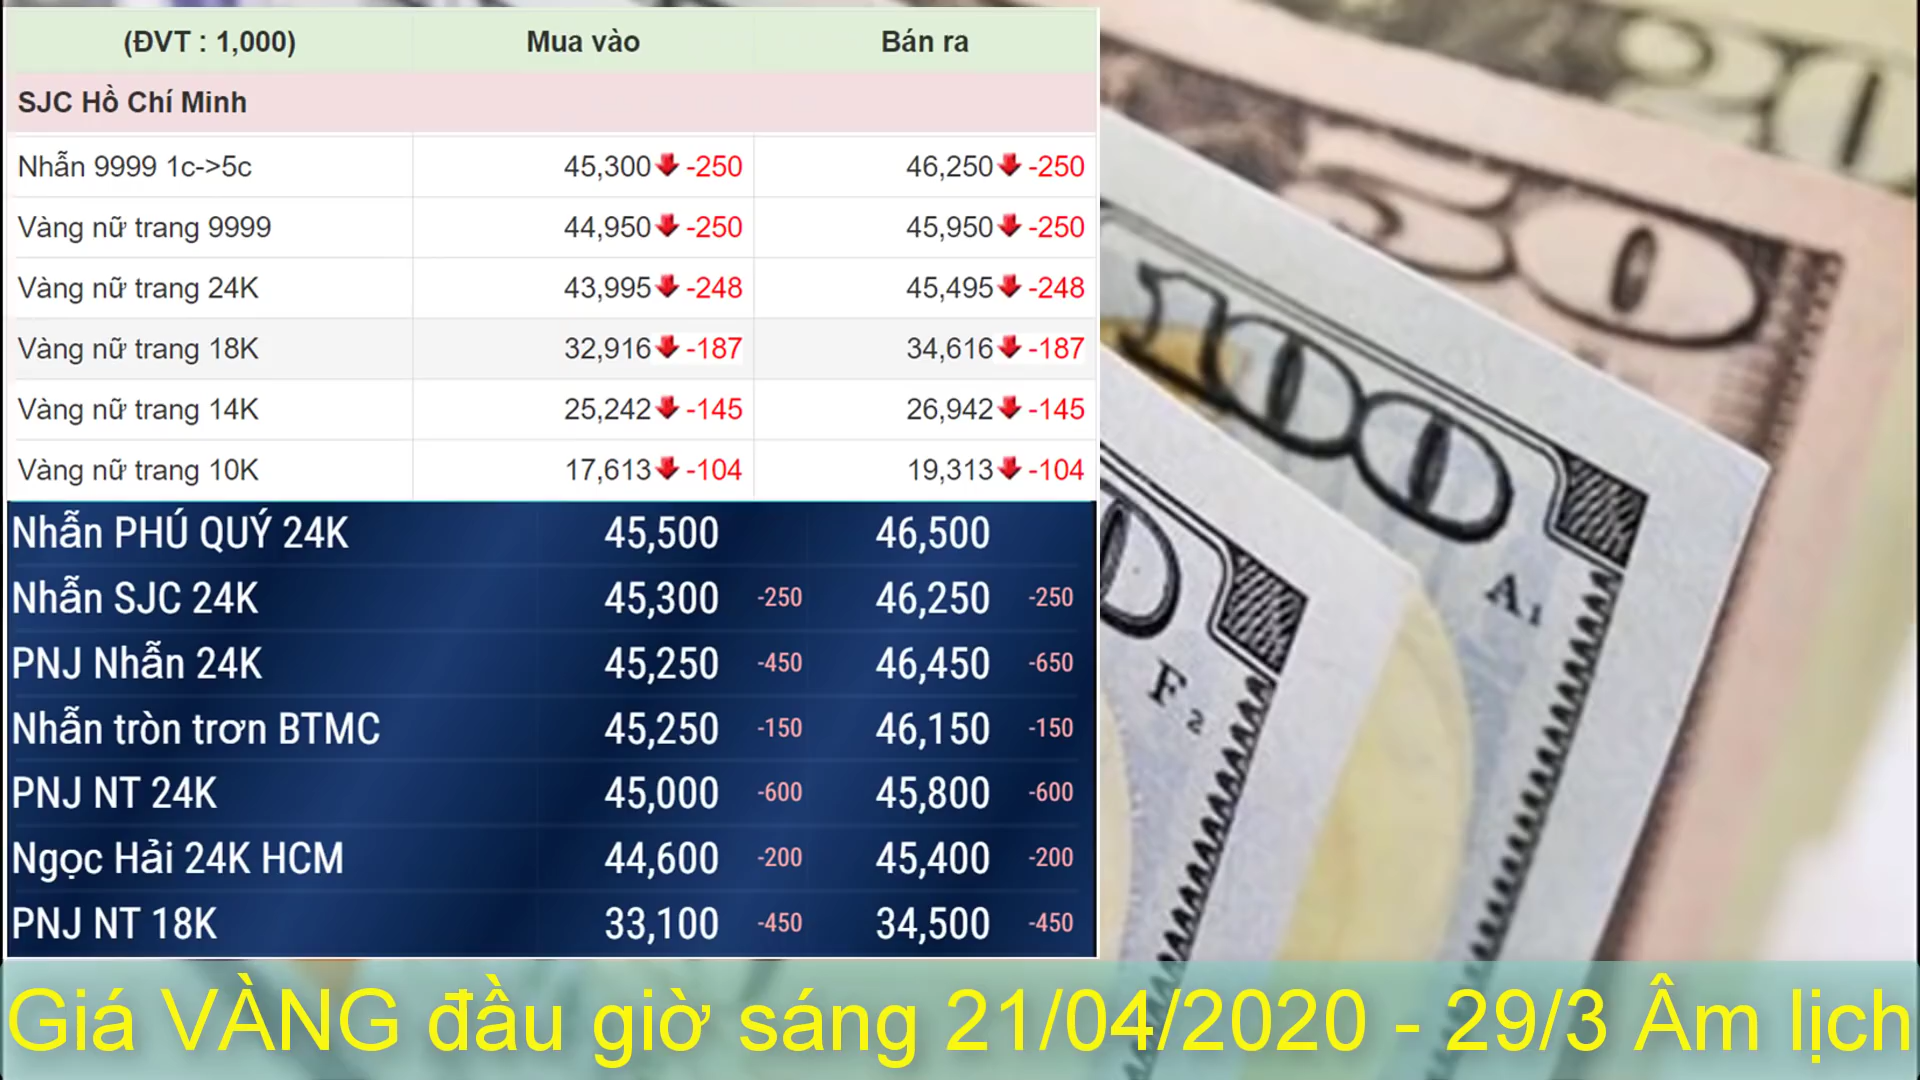 (ĐVT : 1,000) Mua vào Bán ra
SJC Hồ Chí Minh
Nhẫn 9999 1c->5c 45,300 -250 46,250 -250
Vàng nữ trang 9999 44,950 -250 45,950 -250
Vàng nữ trang 24K 43,995 -248 45,495 -248
Vàng nữ trang 18K 32,916 -187 34,616 -187
Vàng nữ trang 14K 25,242 -145 26,942 -145
Vàng nữ trang 10K 17,613 -104 19,313 -104
Nhẫn PHÚ QUÝ 24K 45,500 46,500
Nhẫn SJC 24K 45,300 -250 46,250 -250
PNJ Nhẫn 24K 45,250 -450 46,450 -650
Nhẫn tròn trơn BTMC 45,250 -150 46,150 -150
PNJ NT 24K 45,000 -600 45,800 -600
Ngọc Hải 24K HCM 44,600 -200 45,400 -200
PNJ NT 18K 33,100 -450 34,500 -450
20
50
100
A1
F2
Giá VÀNG đầu giờ sáng 21/04/2020 - 29/3 Âm lịch